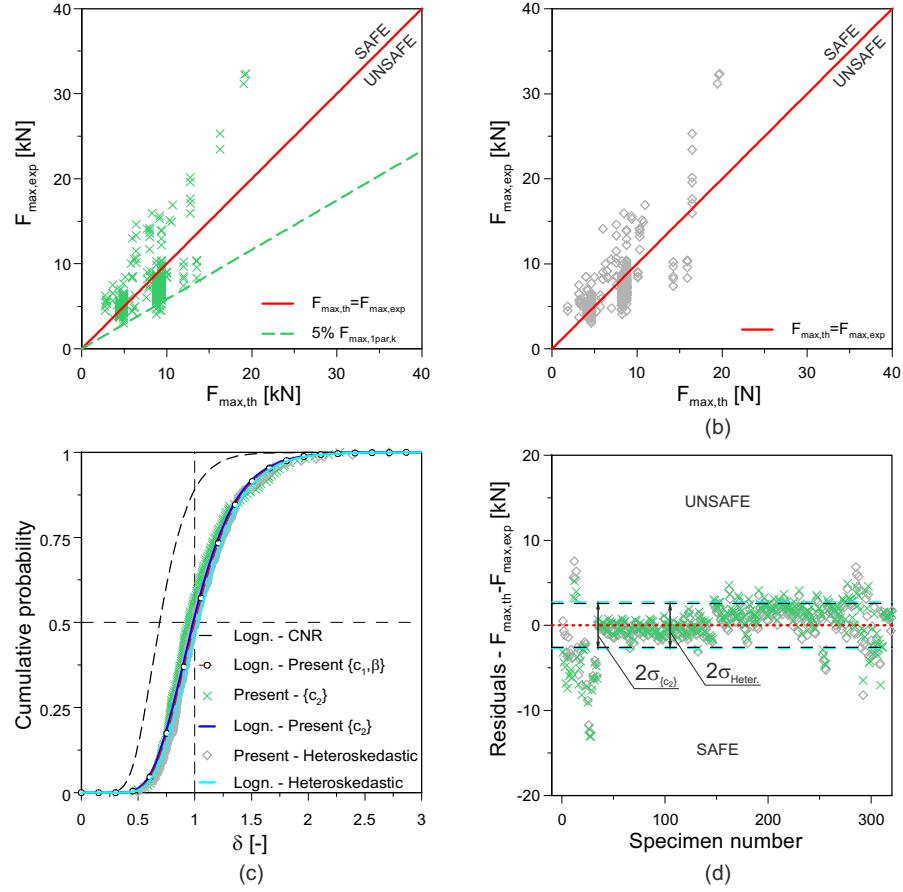 40
30
20
10
0
F_max,exp [kN]
SAFE
UNSAFE
F_max,th=F_max,exp
5% F_max,1par,k
0 10 20 30 40
F_max,th [kN]
40
30
20
10
0
F_max,exp [kN]
SAFE
UNSAFE
F_max,th=F_max,exp
0 10 20 30 40
F_max,th [N]
(b)
1
0.75
0.5
0.25
0
Cumulative probability
Logn. - CNR
Logn. - Present {c₁,β}
Present - {c₂}
Logn. - Present {c₂}
Present - Heteroskedastic
Logn. - Heteroskedastic
0 0.5 1 1.5 2 2.5 3
δ [-]
(c)
20
10
0
-10
-20
Residuals - F_max,th-F_max,exp [kN]
UNSAFE
2σ_{c₂}
2σ_Heter.
SAFE
0 100 200 300
Specimen number
(d)